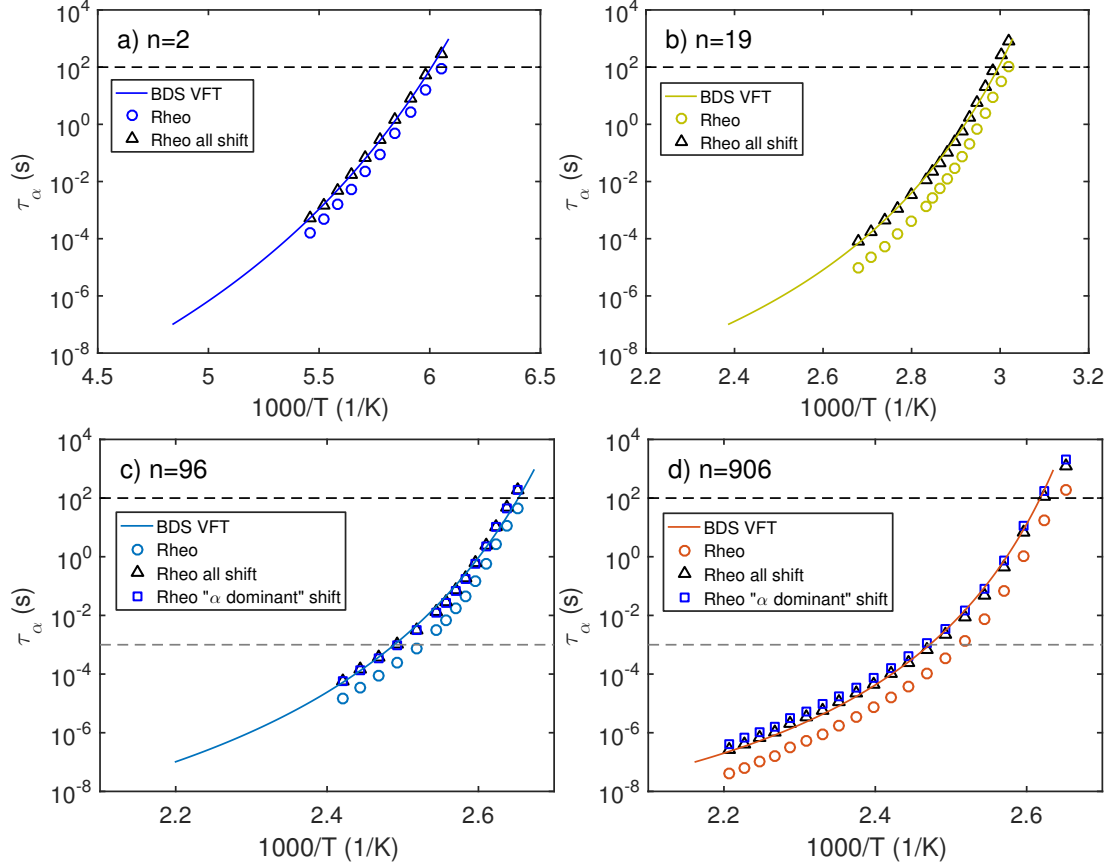 a) n=2
BDS VFT
Rheo
Rheo all shift
10^4
10^2
10^0
10^-2
10^-4
10^-6
10^-8
τ_α (s)
4.5 5 5.5 6 6.5
1000/T (1/K)
b) n=19
BDS VFT
Rheo
Rheo all shift
10^4
10^2
10^0
10^-2
10^-4
10^-6
10^-8
τ_α (s)
2.2 2.4 2.6 2.8 3 3.2
1000/T (1/K)
c) n=96
BDS VFT
Rheo
Rheo all shift
Rheo "α dominant" shift
10^4
10^2
10^0
10^-2
10^-4
10^-6
10^-8
τ_α (s)
2.2 2.4 2.6
1000/T (1/K)
d) n=906
BDS VFT
Rheo
Rheo all shift
Rheo "α dominant" shift
10^4
10^2
10^0
10^-2
10^-4
10^-6
10^-8
τ_α (s)
2.2 2.4 2.6
1000/T (1/K)